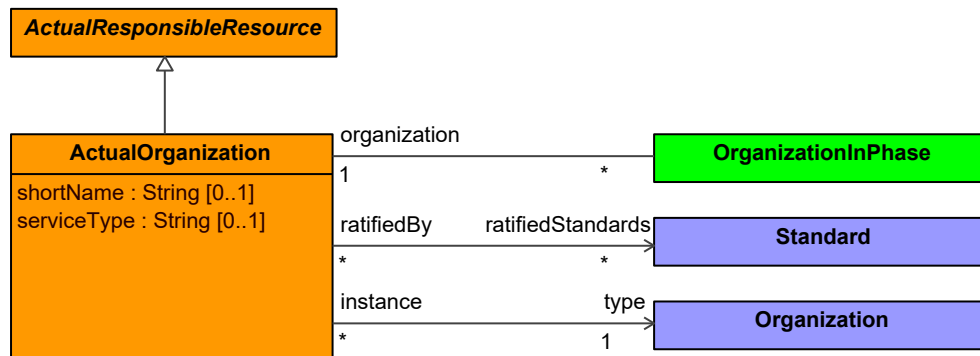 ActualResponsibleResource
ActualOrganization
shortName : String [0..1]
serviceType : String [0..1]
organization
1
*
OrganizationInPhase
ratifiedBy
ratifiedStandards
*
*
Standard
instance
type
*
1
Organization